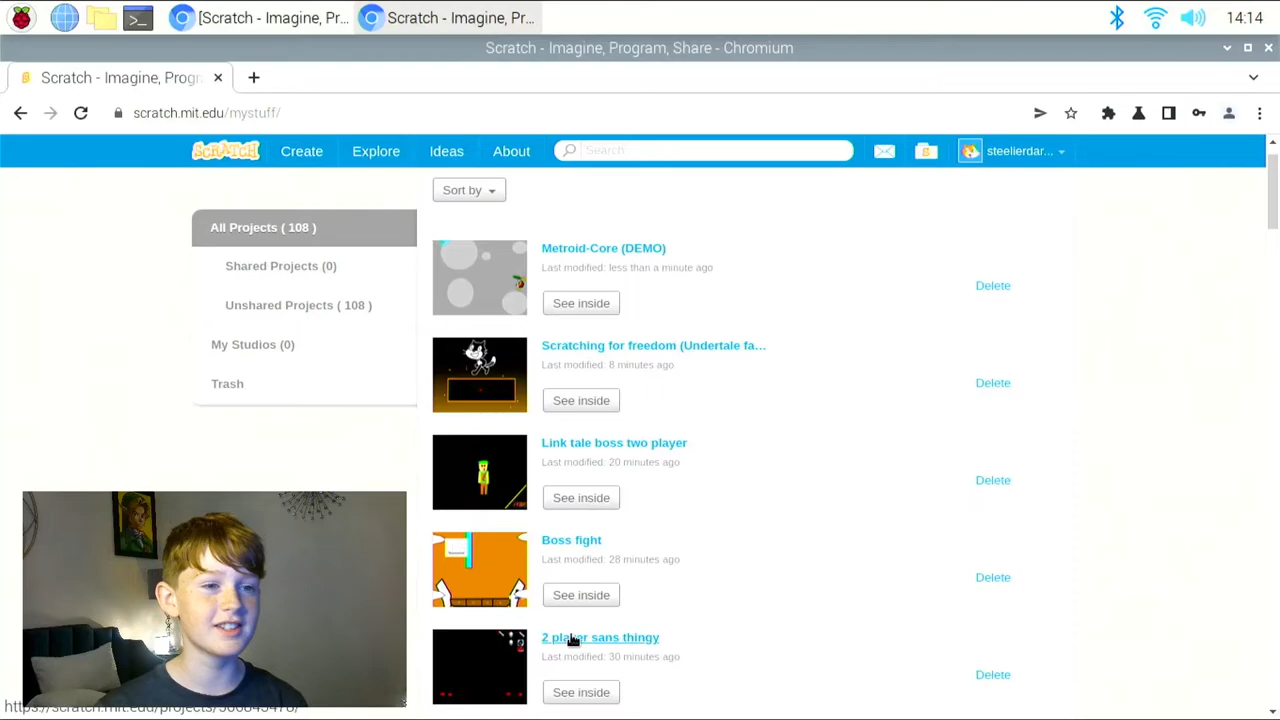 [Scratch - Imagine, Pr...
Scratch - Imagine, Pr...
14:14
Scratch - Imagine, Program, Share - Chromium
Scratch - Imagine, Progr
scratch.mit.edu/mystuff/
SCRATCH
Create
Explore
Ideas
About
Search
steelierdar...
Sort by
All Projects ( 108 )
Shared Projects (0)
Unshared Projects ( 108 )
My Studios (0)
Trash
Metroid-Core (DEMO)
Last modified: less than a minute ago
See inside
Delete
Scratching for freedom (Undertale fa...
Last modified: 8 minutes ago
See inside
Delete
Link tale boss two player
Last modified: 20 minutes ago
See inside
Delete
Boss fight
Last modified: 28 minutes ago
See inside
Delete
2 player sans thingy
Last modified: 30 minutes ago
See inside
Delete